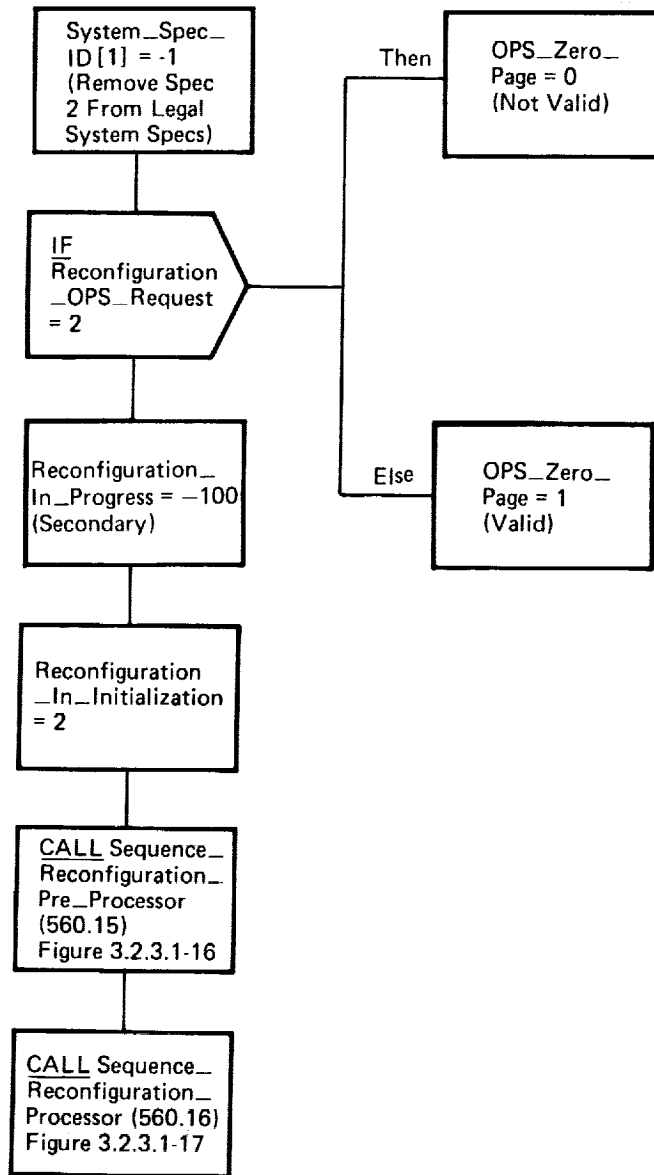 System_Spec_
ID [1] = -1
(Remove Spec
2 From Legal
System Specs)
Then
OPS_Zero_
Page = 0
(Not Valid)
IF
Reconfiguration
_OPS_Request
= 2
Else
OPS_Zero_
Page = 1
(Valid)
Reconfiguration_
In_Progress = −100
(Secondary)
Reconfiguration
_In_Initialization
= 2
CALL Sequence_
Reconfiguration_
Pre_Processor
(560.15)
Figure 3.2.3.1-16
CALL Sequence_
Reconfiguration_
Processor (560.16)
Figure 3.2.3.1-17